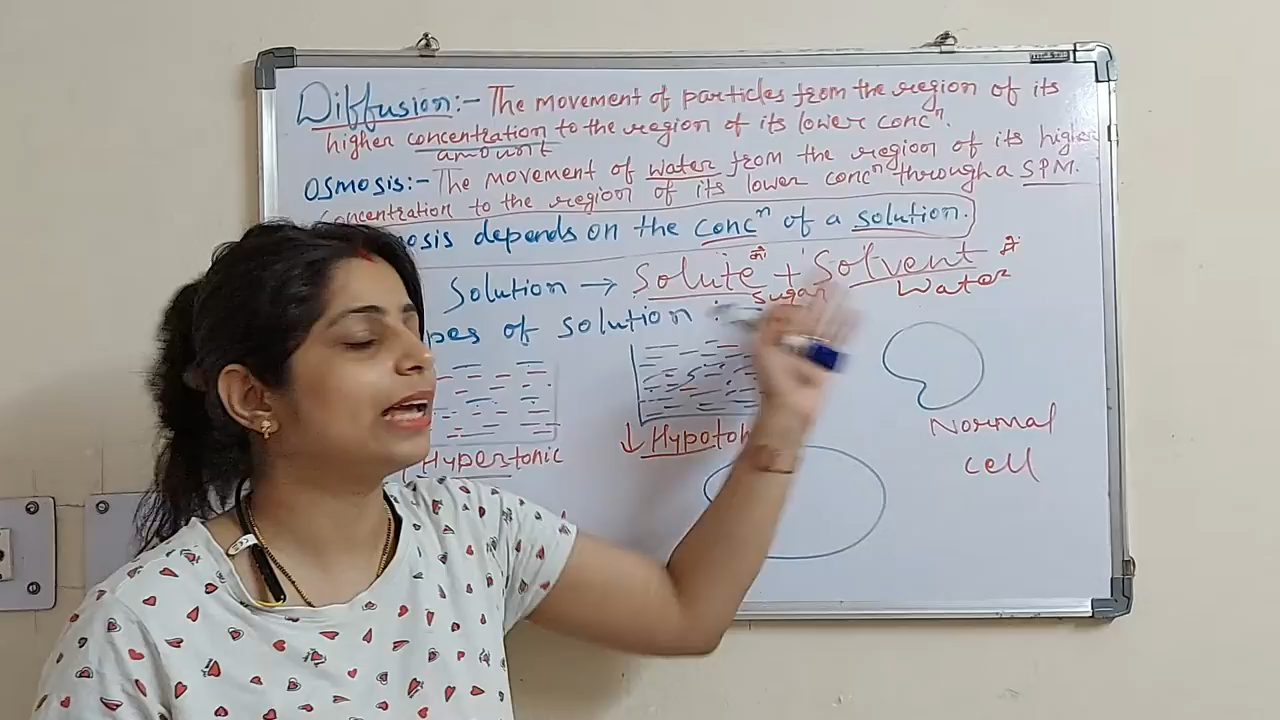 Diffusion:- The movement of particles from the region of its
higher concentration to the region of its lower concⁿ.
amount
Osmosis:- The movement of water from the region of its higher
concentration to the region of its lower concⁿ through a SPM.
osis depends on the concⁿ of a solution.
Solution → Solute को + Solvent में
Sugar Water
pes of solution :-
↓ Hypoto
Hypertonic
Normal
cell